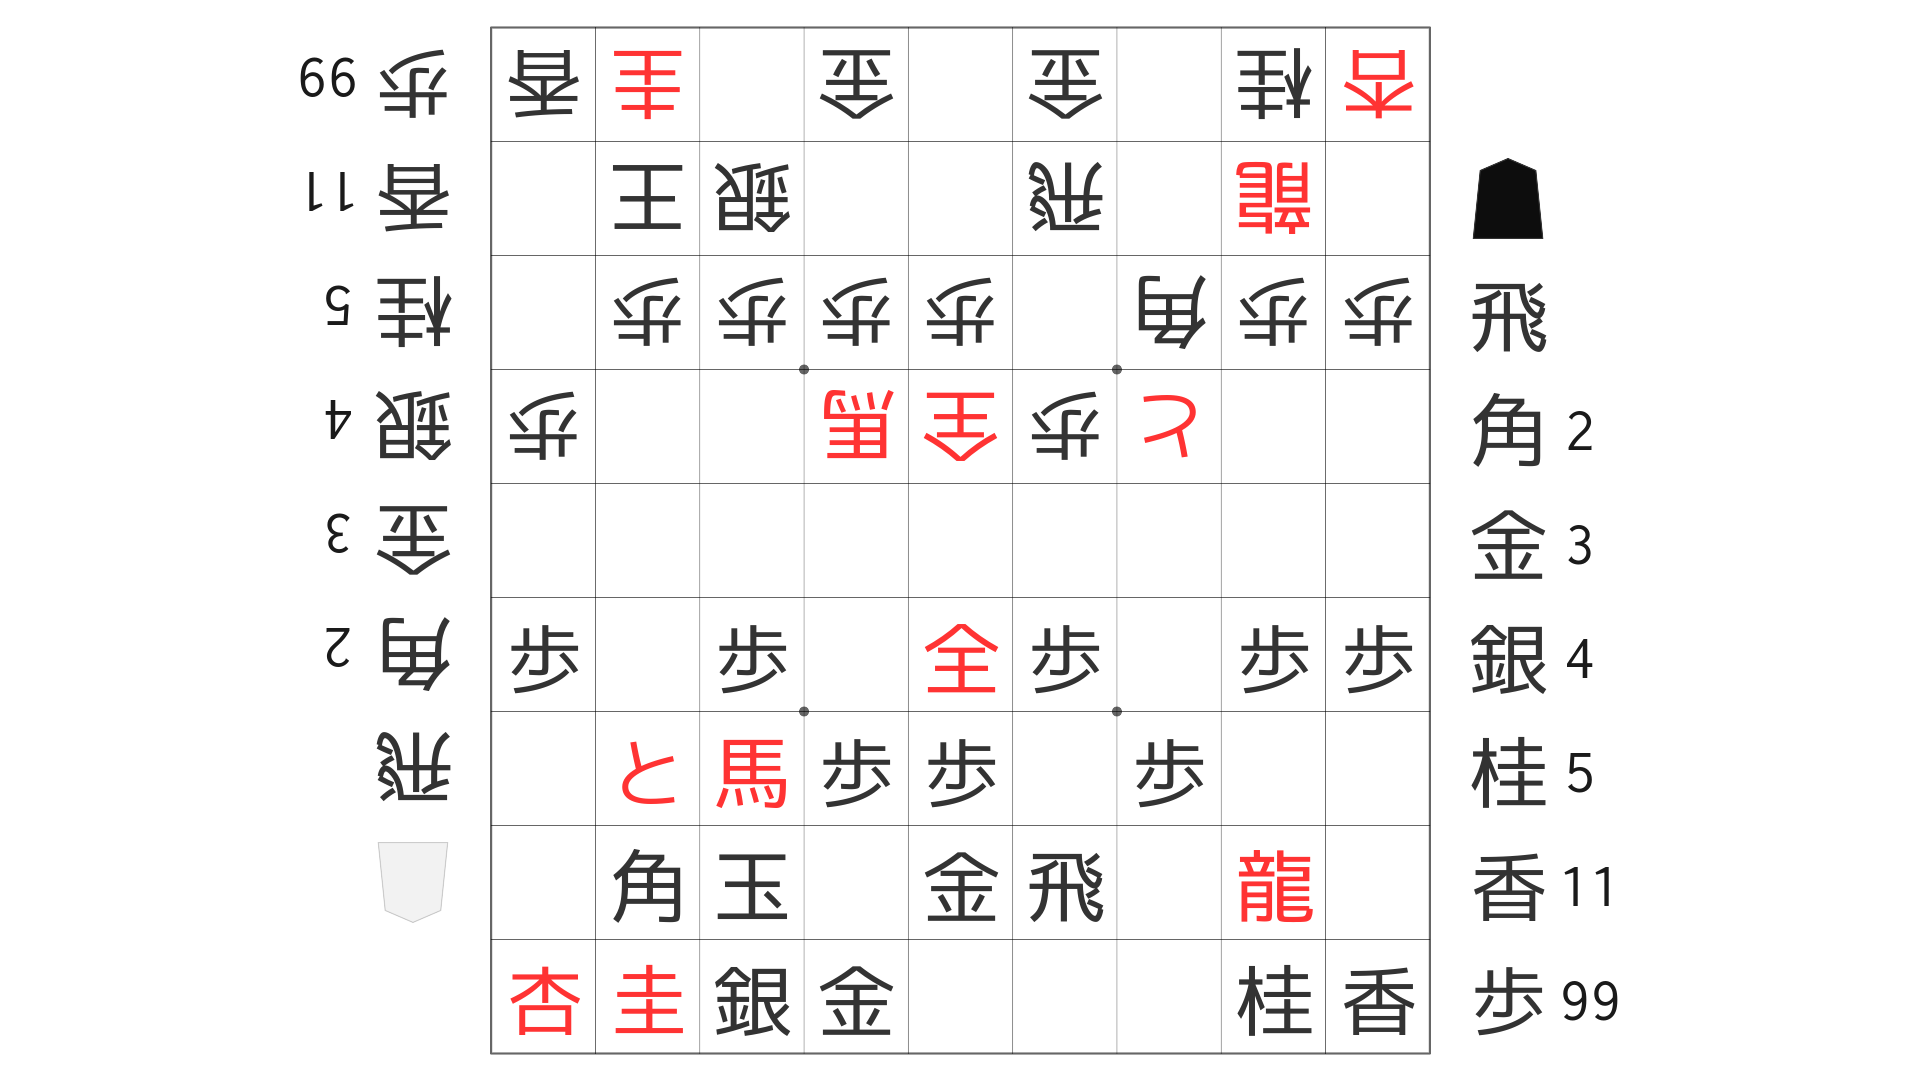 歩 99
香 11
桂 5
銀 4
金 3
角 2
飛
香 圭 金 金 桂 杏
王 銀 飛 龍
歩 歩 歩 歩 角 歩 歩
歩 馬 全 歩 と
歩 歩 全 歩 歩 歩
と 馬 歩 歩 歩
角 玉 金 飛 龍
杏 圭 銀 金 桂 香
飛
角 2
金 3
銀 4
桂 5
香 11
歩 99